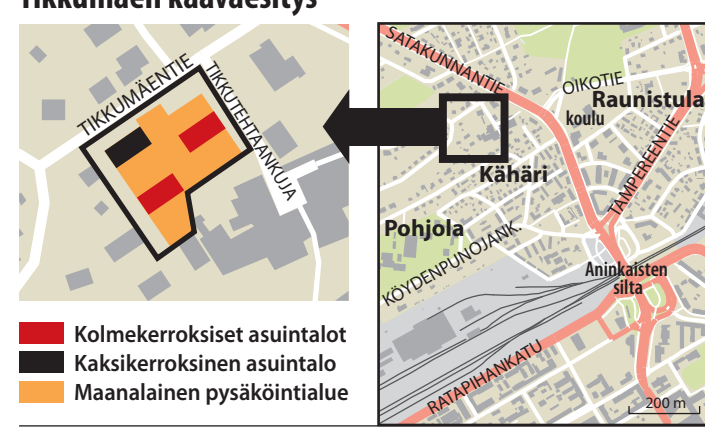 Tikkumäen kaavaesitys
TIKKUMÄENTIE
TIKKUTEHTAANKUJA
Kolmekerroksiset asuintalot
Kaksikerroksinen asuintalo
Maanalainen pysäköintialue
SATAKUNNANTIE
OIKOTIE
Raunistula
koulu
TAMPEREENTIE
Kähäri
Pohjola
KÖYDENPUNOJANK.
Aninkaisten
silta
RATAPIHANKATU
200 m